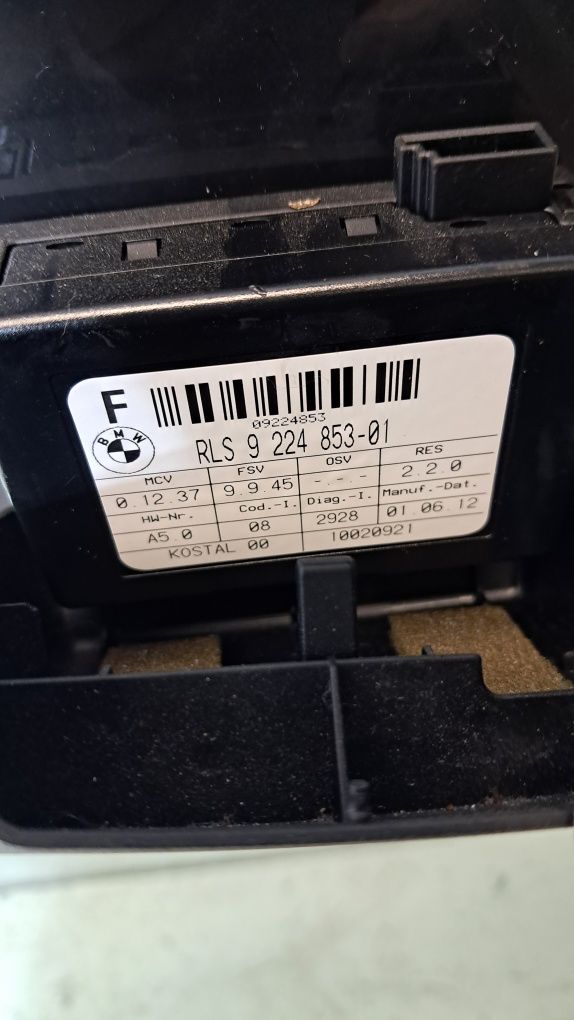 F
09224853
BMW
RLS 9 224 853-01
MCV FSV OSV RES
0.12.37 9.9.45 -.-.- 2.2.0
HW-Nr. Cod.-I. Diag.-I. Manuf.-Dat.
A5.0 08 2928 01.06.12
KOSTAL 00 10020921